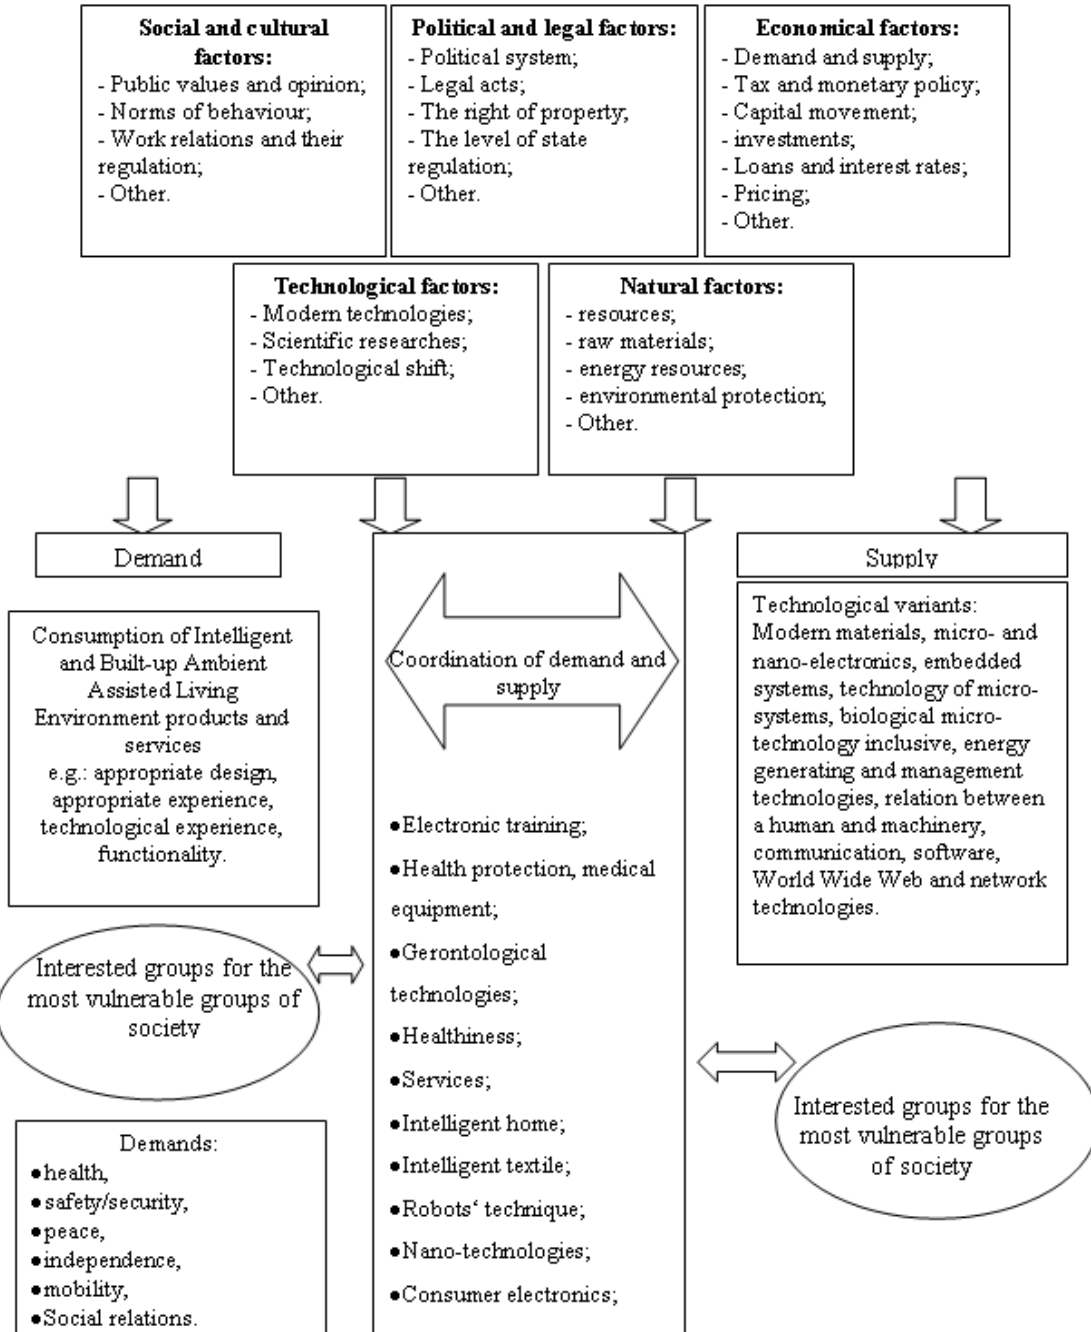 Social and cultural
factors:
- Public values and opinion;
- Norms of behaviour;
- Work relations and their
regulation;
- Other.
Political and legal factors:
- Political system;
- Legal acts;
- The right of property;
- The level of state
regulation;
- Other.
Economical factors:
- Demand and supply;
- Tax and monetary policy;
- Capital movement;
- investments;
- Loans and interest rates;
- Pricing;
- Other.
Technological factors:
- Modern technologies;
- Scientific researches;
- Technological shift;
- Other.
Natural factors:
- resources;
- raw materials;
- energy resources;
- environmental protection;
- Other.
Demand
Consumption of Intelligent
and Built-up Ambient
Assisted Living
Environment products and
services
e.g.: appropriate design,
appropriate experience,
technological experience,
functionality.
Interested groups for the
most vulnerable groups of
society
Demands:
●health,
●safety/security,
●peace,
●independence,
●mobility,
●Social relations.
Coordination of demand and
supply
●Electronic training;
●Health protection, medical
equipment;
●Gerontological
technologies;
●Healthiness;
●Services;
●Intelligent home;
●Intelligent textile;
●Robots‘ technique;
●Nano-technologies;
●Consumer electronics;
Supply
Technological variants:
Modern materials, micro- and
nano-electronics, embedded
systems, technology of micro-
systems, biological micro-
technology inclusive, energy
generating and management
technologies, relation between
a human and machinery,
communication, software,
World Wide Web and network
technologies.
Interested groups for the
most vulnerable groups
of society